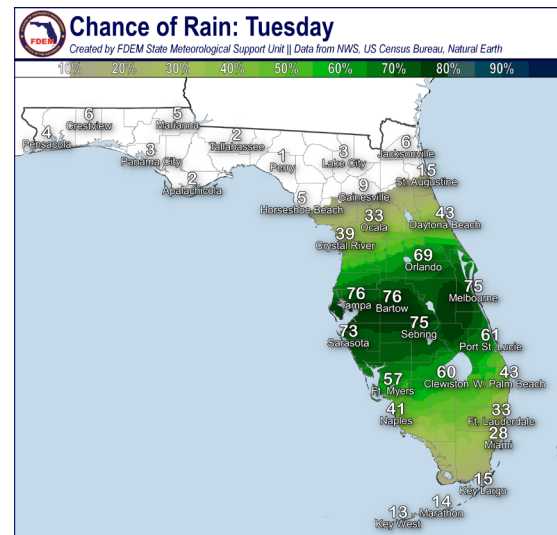 FDEM
Chance of Rain: Tuesday
Created by FDEM State Meteorological Support Unit || Data from NWS, US Census Bureau, Natural Earth
10% 20% 30% 40% 50% 60% 70% 80% 90%
6
Crestview
5
Marianna
4
Pensacola
3
Panama City
2
Tallahassee
2
Apalachicola
1
Perry
3
Lake City
6
Jacksonville
15
St. Augustine
9
Gainesville
5
Horseshoe Beach
33
Ocala
43
Daytona Beach
39
Crystal River
69
Orlando
76
Tampa
76
Bartow
75
Melbourne
73
Sarasota
75
Sebring
61
Port St. Lucie
57
Ft. Myers
60
Clewiston
43
W. Palm Beach
41
Naples
33
Ft. Lauderdale
28
Miami
15
Key Largo
14
Marathon
13
Key West